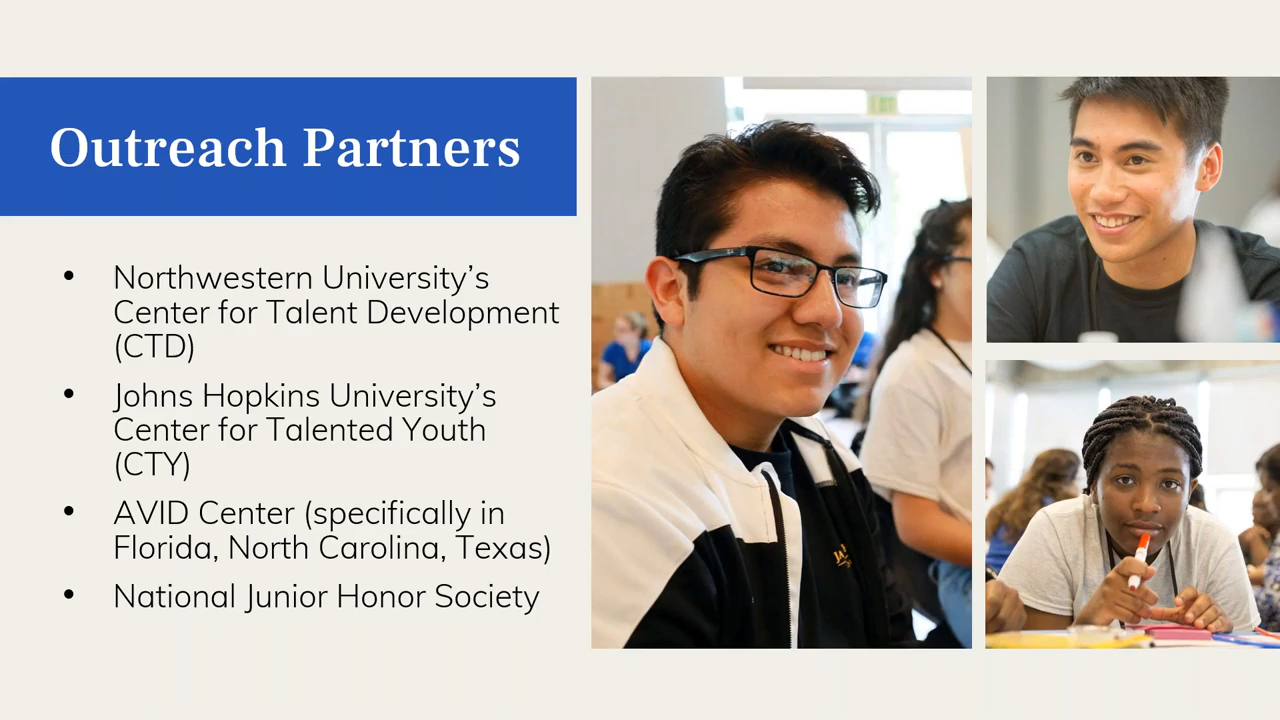 Outreach Partners
• Northwestern University’s
Center for Talent Development
(CTD)
• Johns Hopkins University’s
Center for Talented Youth
(CTY)
• AVID Center (specifically in
Florida, North Carolina, Texas)
• National Junior Honor Society